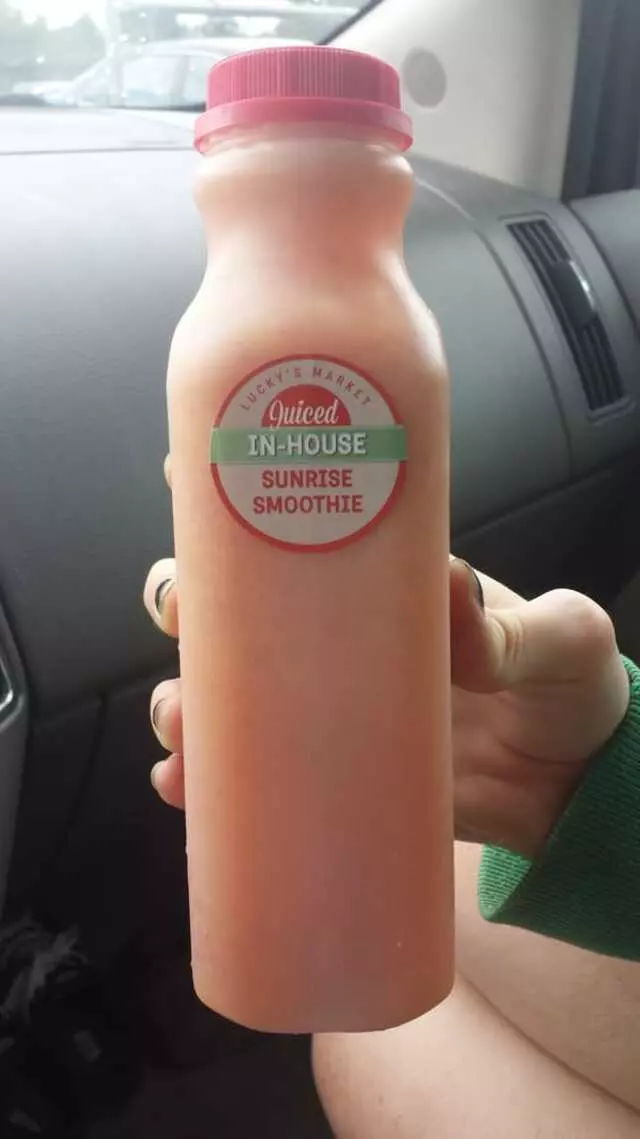 LUCKY'S MARKET
Juiced
IN-HOUSE
SUNRISE
SMOOTHIE